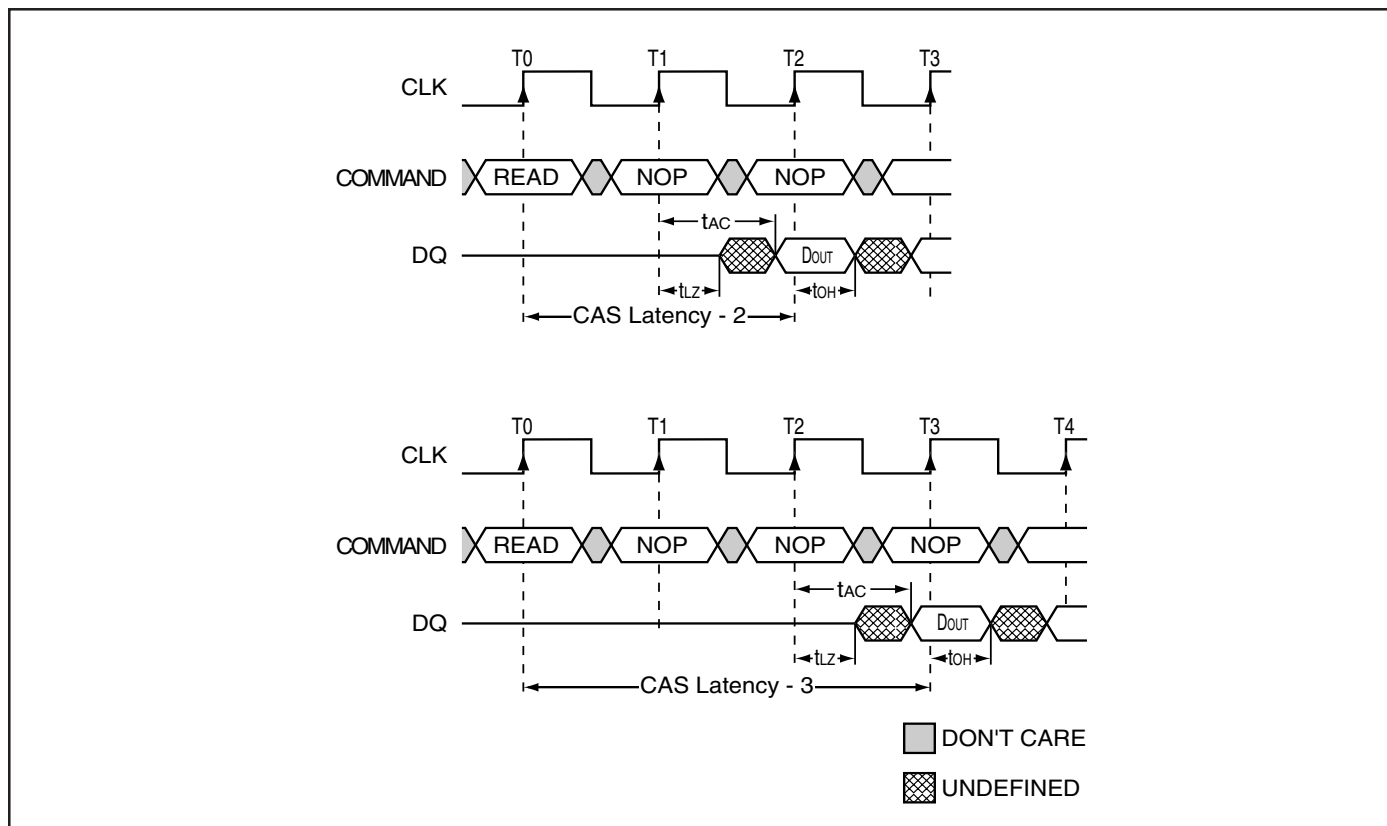 T0 T1 T2 T3
CLK
COMMAND READ NOP NOP
tAC
DQ DOUT
tLZ tOH
CAS Latency - 2
T0 T1 T2 T3 T4
CLK
COMMAND READ NOP NOP NOP
tAC
DQ DOUT
tLZ tOH
CAS Latency - 3
DON'T CARE
UNDEFINED